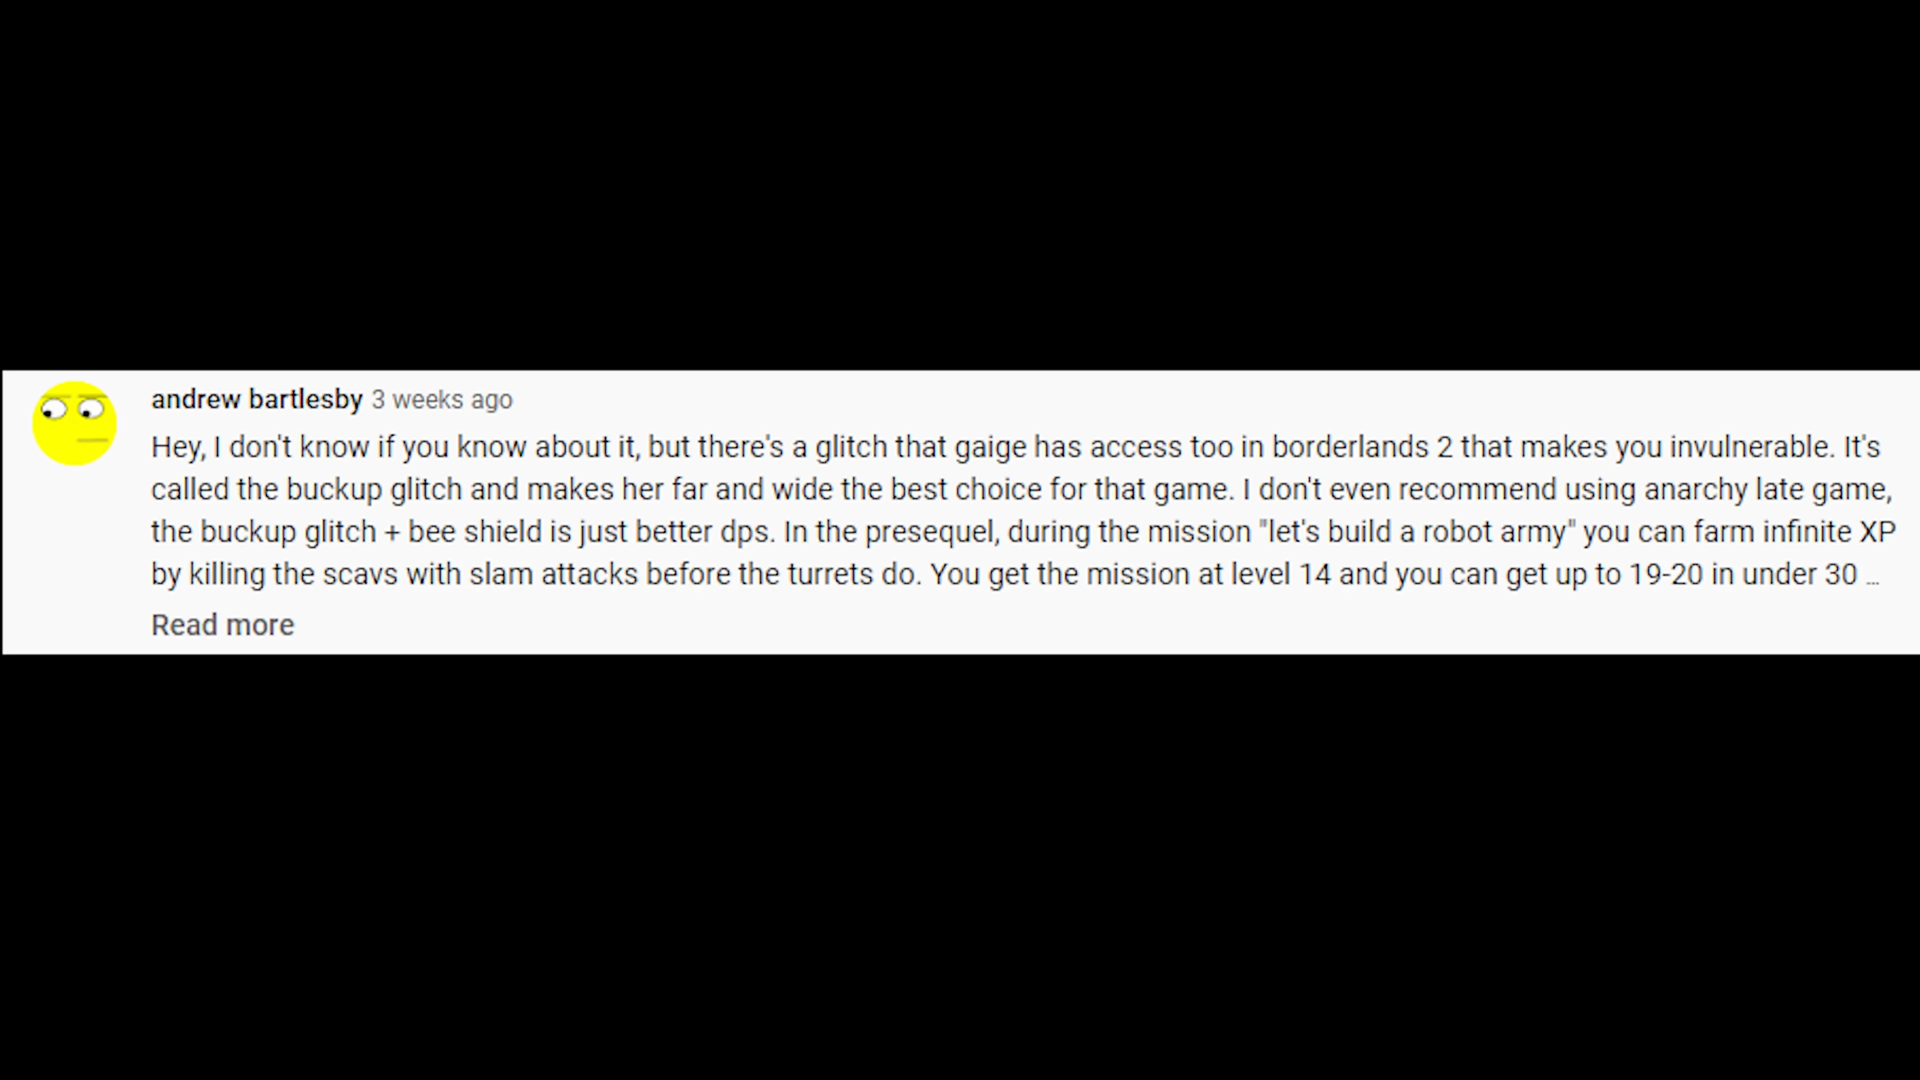 andrew bartlesby 3 weeks ago
Hey, I don't know if you know about it, but there's a glitch that gaige has access too in borderlands 2 that makes you invulnerable. It's
called the buckup glitch and makes her far and wide the best choice for that game. I don't even recommend using anarchy late game,
the buckup glitch + bee shield is just better dps. In the presequel, during the mission "let's build a robot army" you can farm infinite XP
by killing the scavs with slam attacks before the turrets do. You get the mission at level 14 and you can get up to 19-20 in under 30 ...
Read more